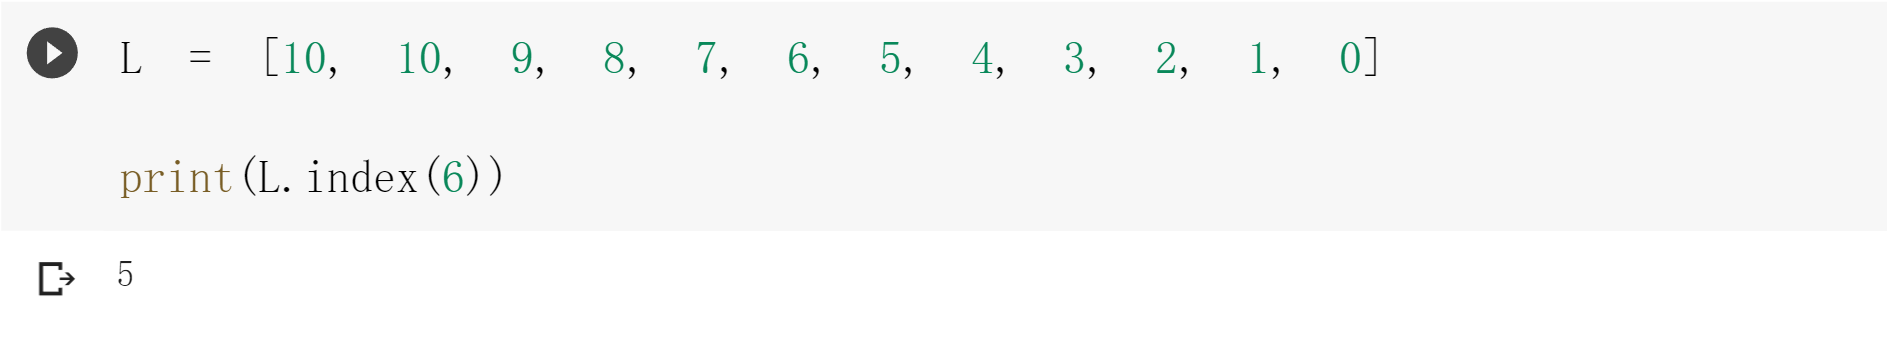 L = [10, 10, 9, 8, 7, 6, 5, 4, 3, 2, 1, 0]
print(L.index(6))
5